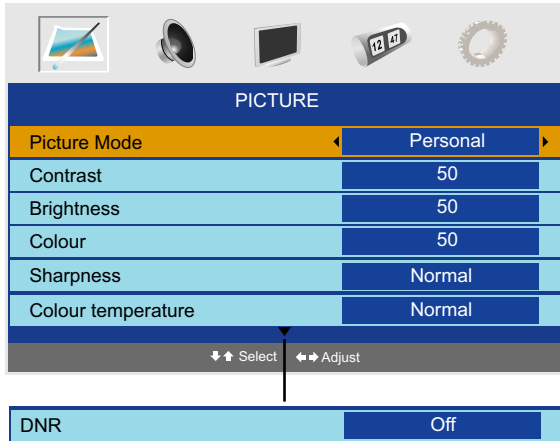 12 47
PICTURE
Picture Mode Personal
Contrast 50
Brightness 50
Colour 50
Sharpness Normal
Colour temperature Normal
Select Adjust
DNR Off